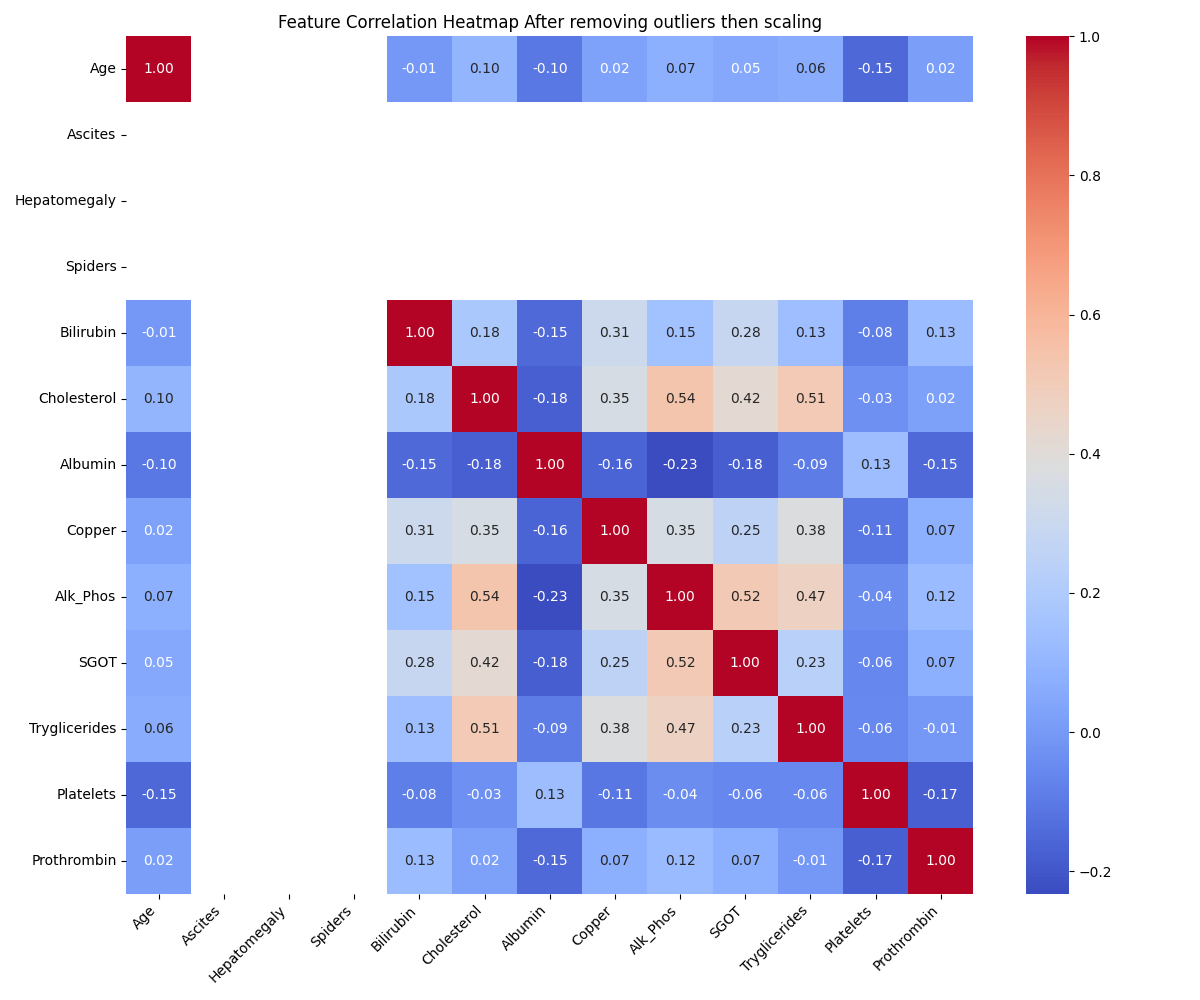 Feature Correlation Heatmap After removing outliers then scaling
Age 1.00 -0.01 0.10 -0.10 0.02 0.07 0.05 0.06 -0.15 0.02
Ascites
Hepatomegaly
Spiders
Bilirubin -0.01 1.00 0.18 -0.15 0.31 0.15 0.28 0.13 -0.08 0.13
Cholesterol 0.10 0.18 1.00 -0.18 0.35 0.54 0.42 0.51 -0.03 0.02
Albumin -0.10 -0.15 -0.18 1.00 -0.16 -0.23 -0.18 -0.09 0.13 -0.15
Copper 0.02 0.31 0.35 -0.16 1.00 0.35 0.25 0.38 -0.11 0.07
Alk_Phos 0.07 0.15 0.54 -0.23 0.35 1.00 0.52 0.47 -0.04 0.12
SGOT 0.05 0.28 0.42 -0.18 0.25 0.52 1.00 0.23 -0.06 0.07
Tryglicerides 0.06 0.13 0.51 -0.09 0.38 0.47 0.23 1.00 -0.06 -0.01
Platelets -0.15 -0.08 -0.03 0.13 -0.11 -0.04 -0.06 -0.06 1.00 -0.17
Prothrombin 0.02 0.13 0.02 -0.15 0.07 0.12 0.07 -0.01 -0.17 1.00
Age Ascites Hepatomegaly Spiders Bilirubin Cholesterol Albumin Copper Alk_Phos SGOT Tryglicerides Platelets Prothrombin
1.0
0.8
0.6
0.4
0.2
0.0
−0.2